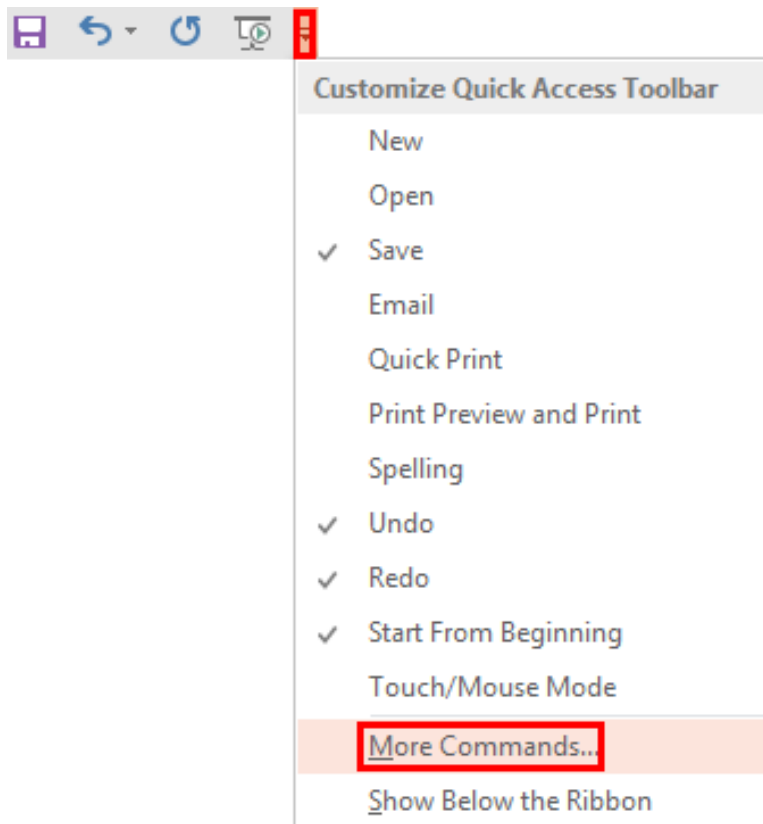 Customize Quick Access Toolbar
New
Open
Save
Email
Quick Print
Print Preview and Print
Spelling
Undo
Redo
Start From Beginning
Touch/Mouse Mode
More Commands...
Show Below the Ribbon